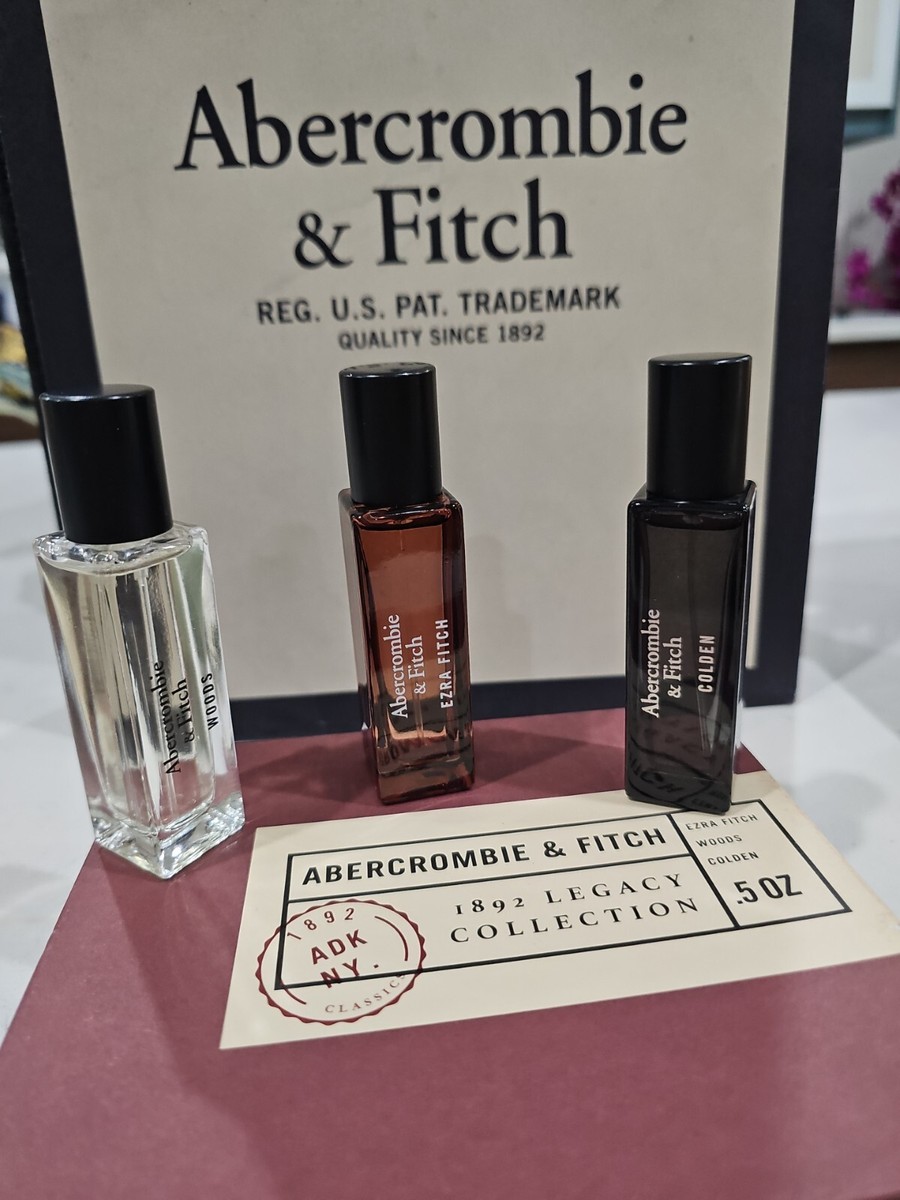 Abercrombie
& Fitch
REG. U.S. PAT. TRADEMARK
QUALITY SINCE 1892
Abercrombie
& Fitch
WOODS
Abercrombie
& Fitch
EZRA FITCH
Abercrombie
& Fitch
COLDEN
ABERCROMBIE & FITCH
1892 LEGACY
COLLECTION
EZRA FITCH
WOODS
COLDEN
.5 OZ
1892
ADK
NY.
CLASSICS